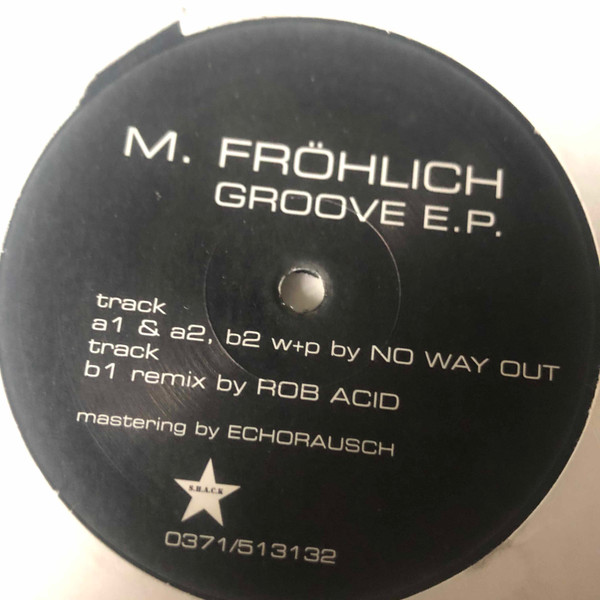 M. FRÖHLICH
GROOVE E.P.
track
a1 & a2, b2 w+p by NO WAY OUT
track
b1 remix by ROB ACID
mastering by ECHORAUSCH
S.H.A.C.K
0371/513132